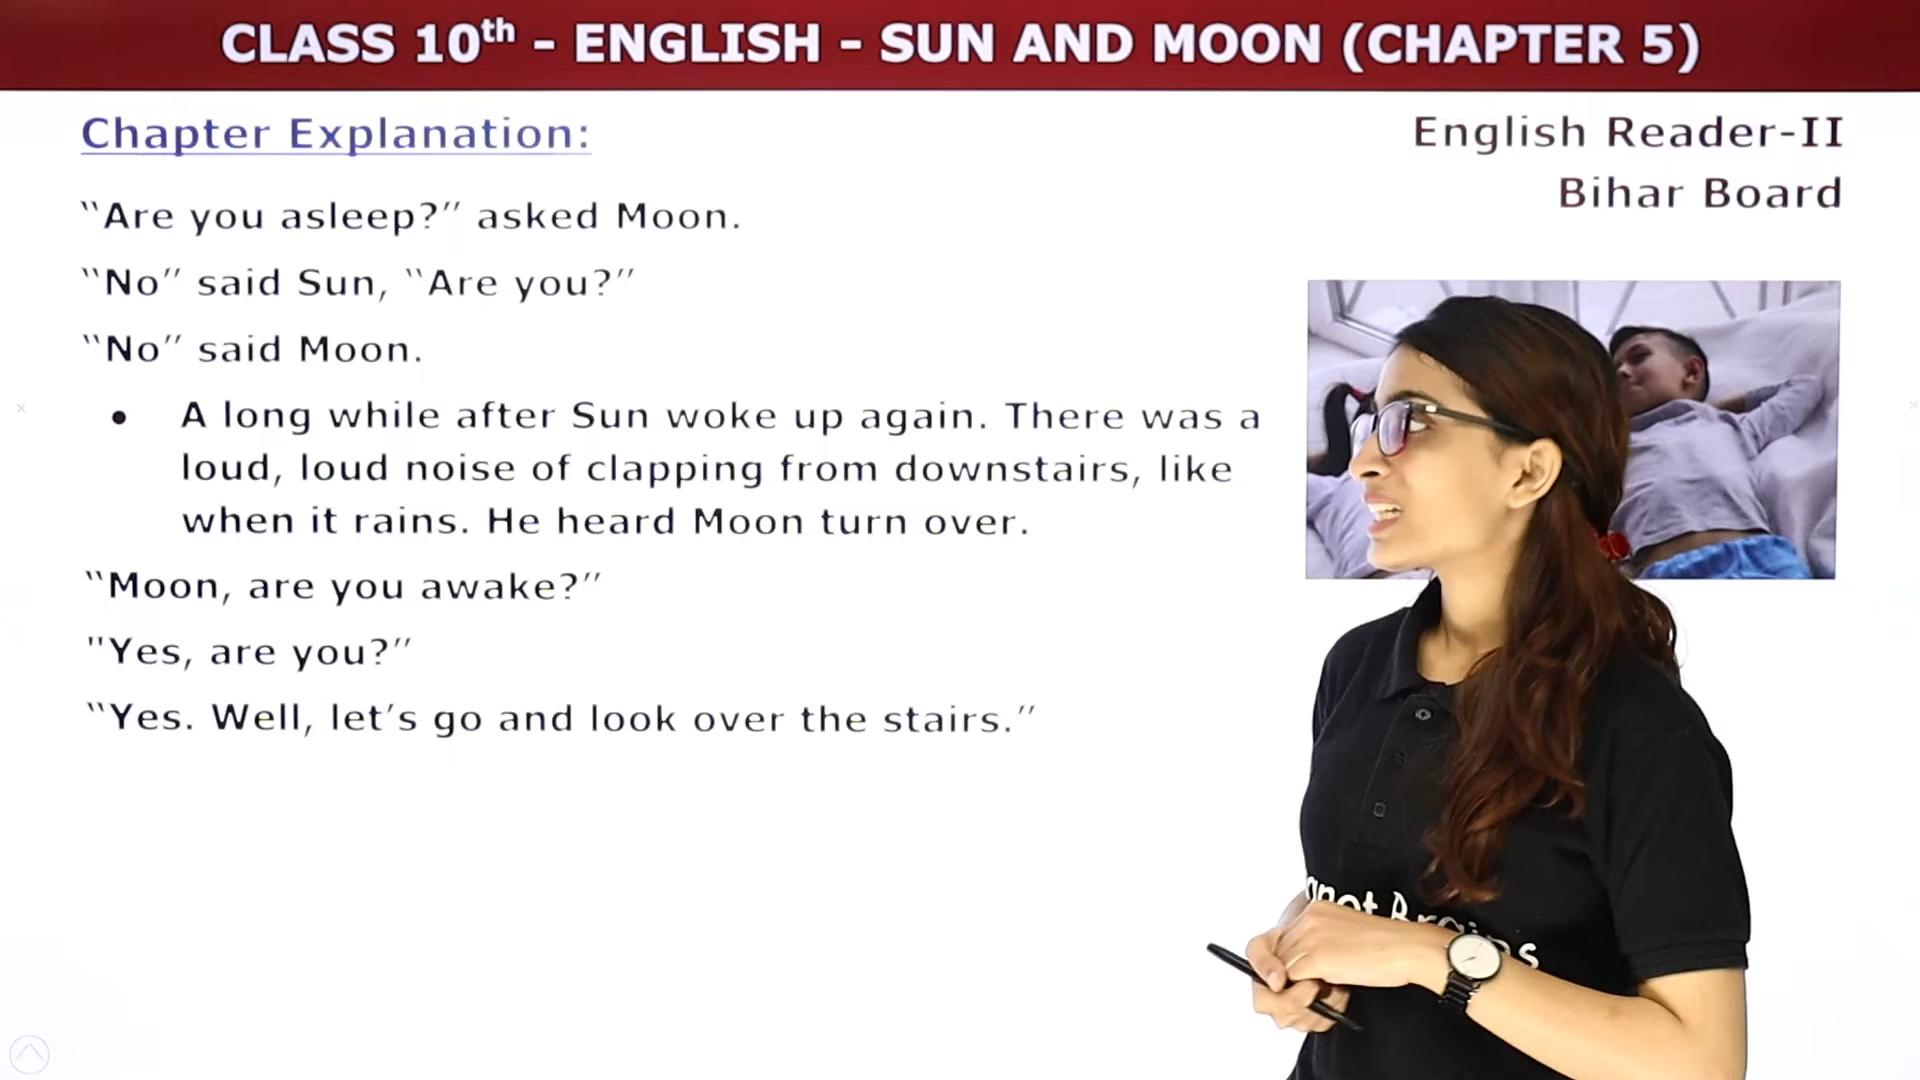 CLASS 10th - ENGLISH - SUN AND MOON (CHAPTER 5)
Chapter Explanation:
English Reader-II
Bihar Board
“Are you asleep?” asked Moon.
“No” said Sun, “Are you?”
“No” said Moon.
• A long while after Sun woke up again. There was a
loud, loud noise of clapping from downstairs, like
when it rains. He heard Moon turn over.
“Moon, are you awake?”
"Yes, are you?”
“Yes. Well, let’s go and look over the stairs.”